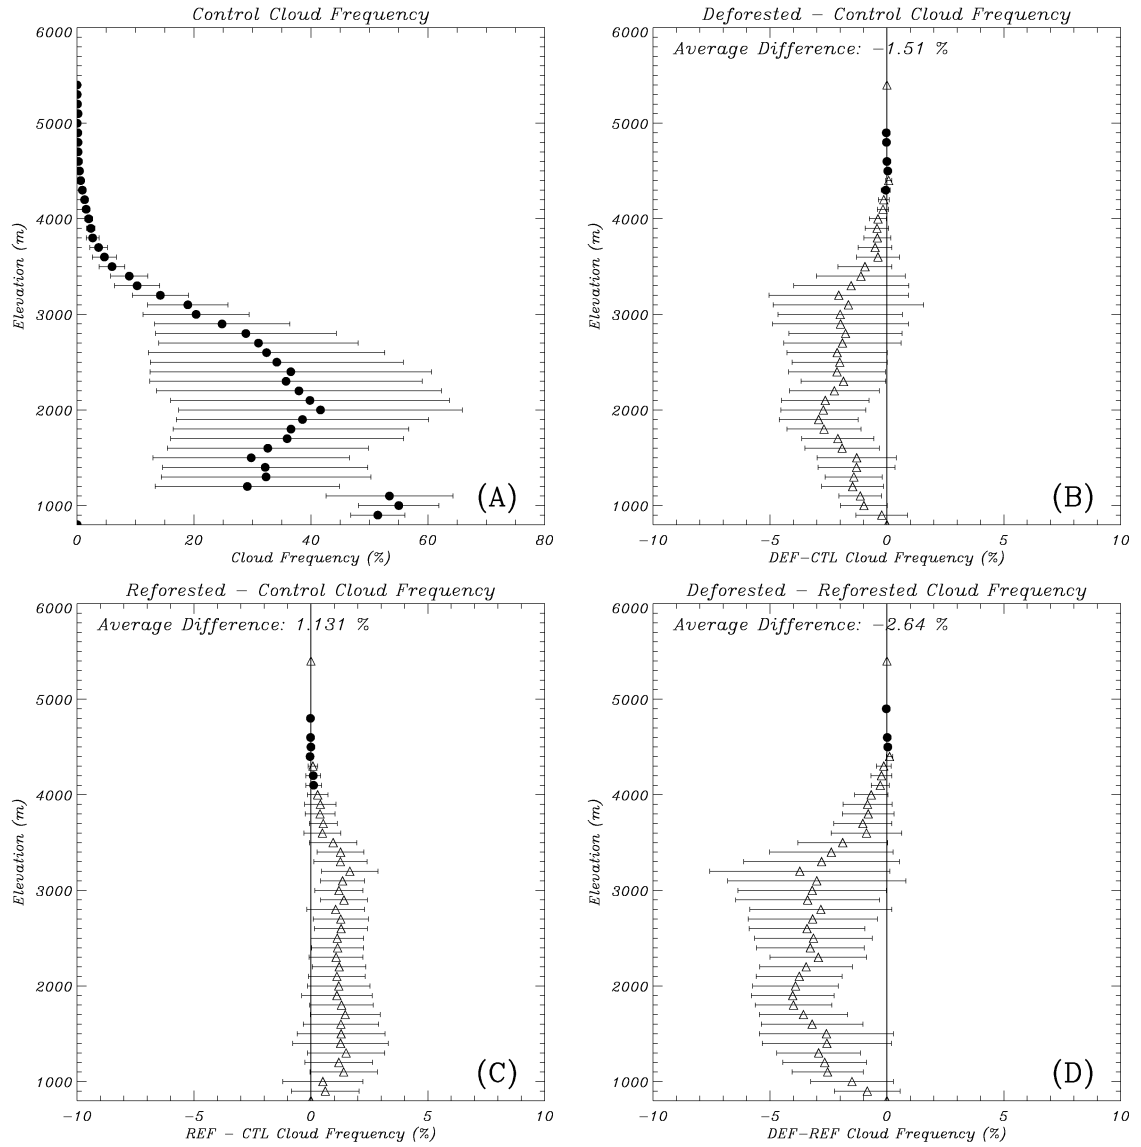 Control Cloud Frequency
6000
5000
4000
3000
2000
1000
Elevation (m)
(A)
0 20 40 60 80
Cloud Frequency (%)
Deforested − Control Cloud Frequency
Average Difference: −1.51 %
6000
5000
4000
3000
2000
1000
Elevation (m)
(B)
−10 −5 0 5 10
DEF−CTL Cloud Frequency (%)
Reforested − Control Cloud Frequency
Average Difference: 1.131 %
6000
5000
4000
3000
2000
1000
Elevation (m)
(C)
−10 −5 0 5 10
REF − CTL Cloud Frequency (%)
Deforested − Reforested Cloud Frequency
Average Difference: −2.64 %
6000
5000
4000
3000
2000
1000
Elevation (m)
(D)
−10 −5 0 5 10
DEF−REF Cloud Frequency (%)